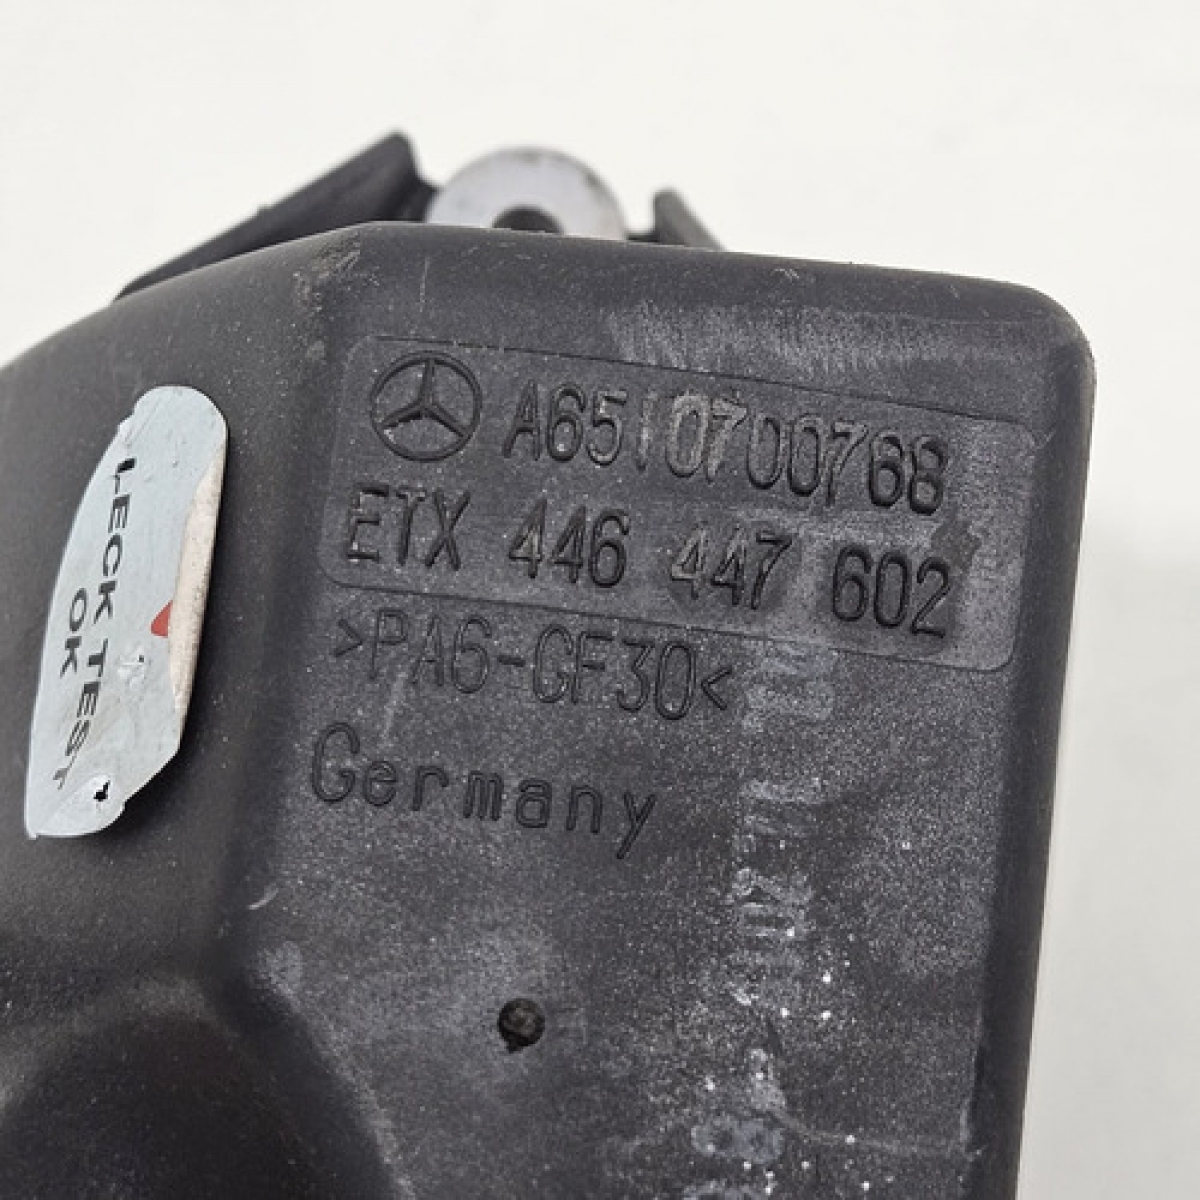 A6510700768
ETX 446 447 602
>PA6-GF30<
Germany
LECK TEST
OK